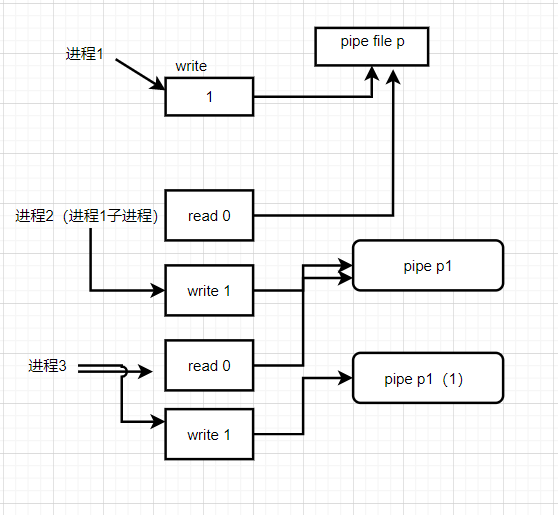 pipe file p
进程1
write
1
进程2（进程1子进程）
read 0
write 1
pipe p1
进程3
read 0
write 1
pipe p1（1）